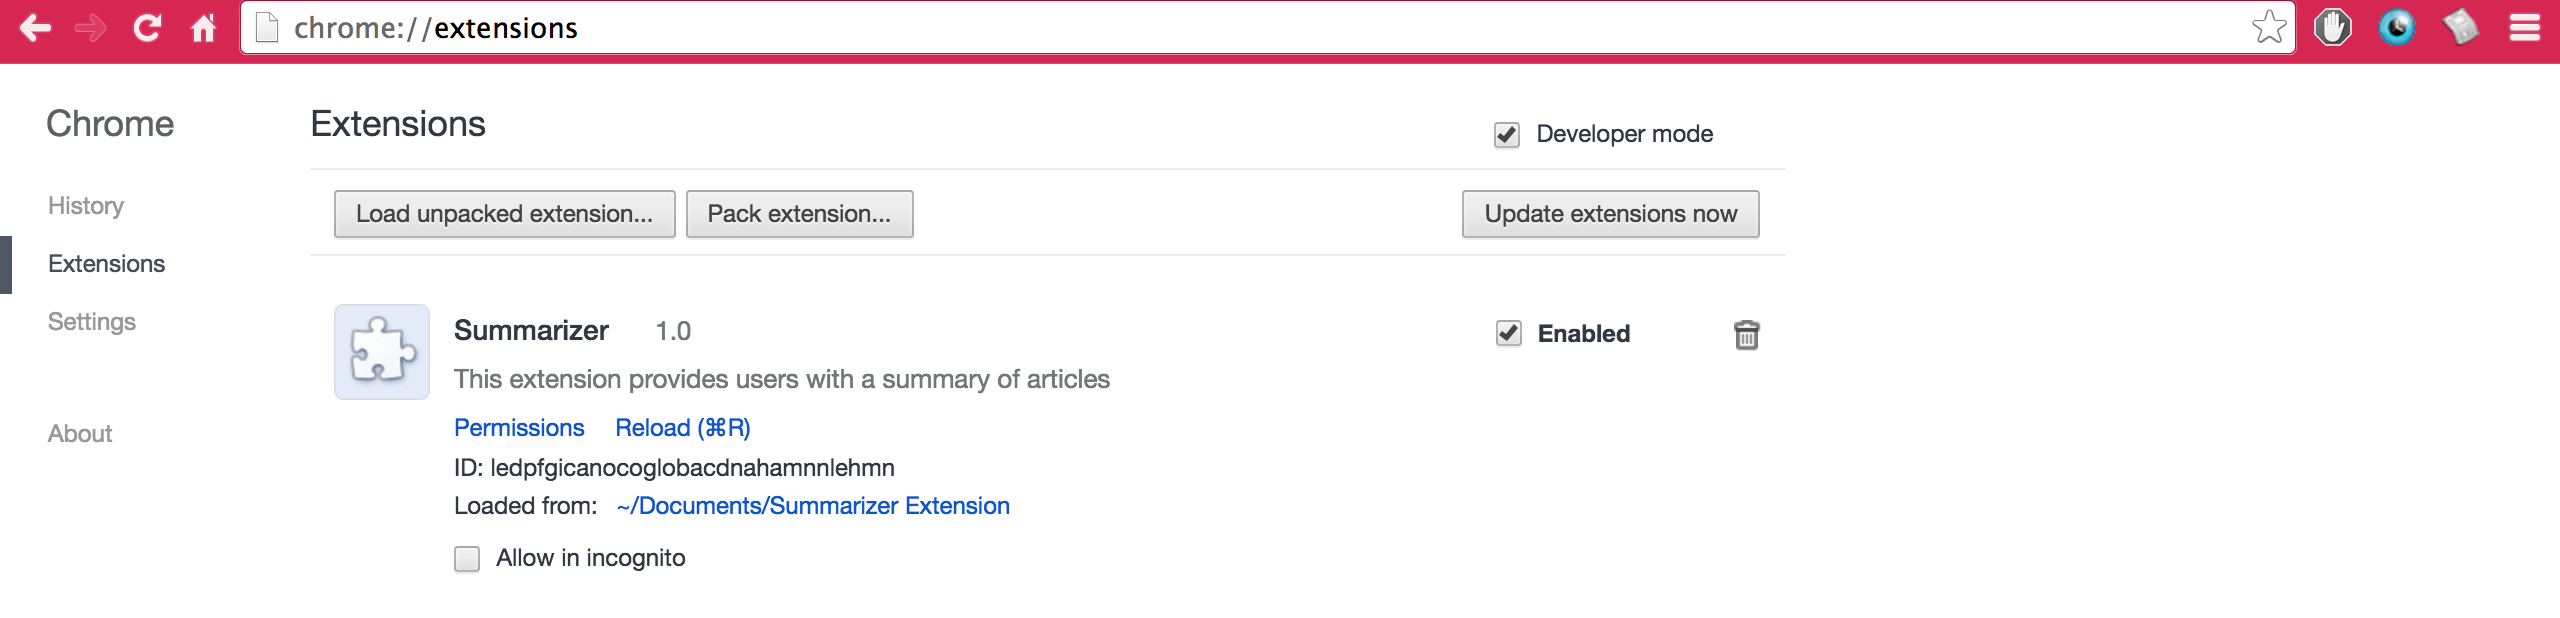 chrome://extensions
Chrome
Extensions
Developer mode
History
Load unpacked extension...
Pack extension...
Update extensions now
Extensions
Settings
Summarizer 1.0
Enabled
This extension provides users with a summary of articles
Permissions Reload (⌘R)
About
ID: ledpfgicanocoglobacdnahamnnlehmn
Loaded from: ~/Documents/Summarizer Extension
Allow in incognito